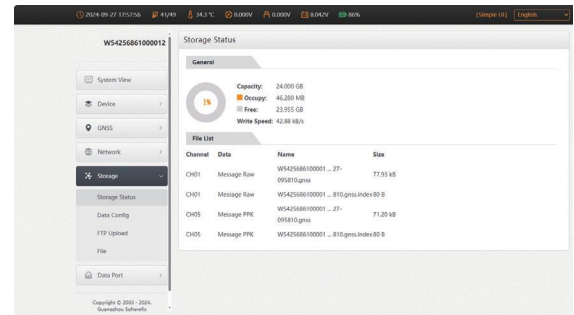 2024-09-27 17:57:56 41/49 34.3 ℃ 0.000V 0.000V 8.042V 86% [Simple UI] English
W54256861000012
Storage Status
System View
Device
GNSS
Network
Storage
Storage Status
Data Config
FTP Upload
File
Data Port
Copyright © 2003 - 2024.
Guangzhou Soherefix
General
1%
Capacity: 24.000 GB
Occupy: 46.280 MB
Free: 23.955 GB
Write Speed: 42.88 kB/s
File List
Channel Data Name Size
CH01 Message Raw W5425686100001 ... 27-095810.gnss 77.93 kB
CH01 Message Raw W5425686100001 ... 810.gnss.Index 80 B
CH05 Message PPK W5425686100001 ... 27-095810.gnss 71.20 kB
CH05 Message PPK W5425686100001 ... 810.gnss.Index 80 B